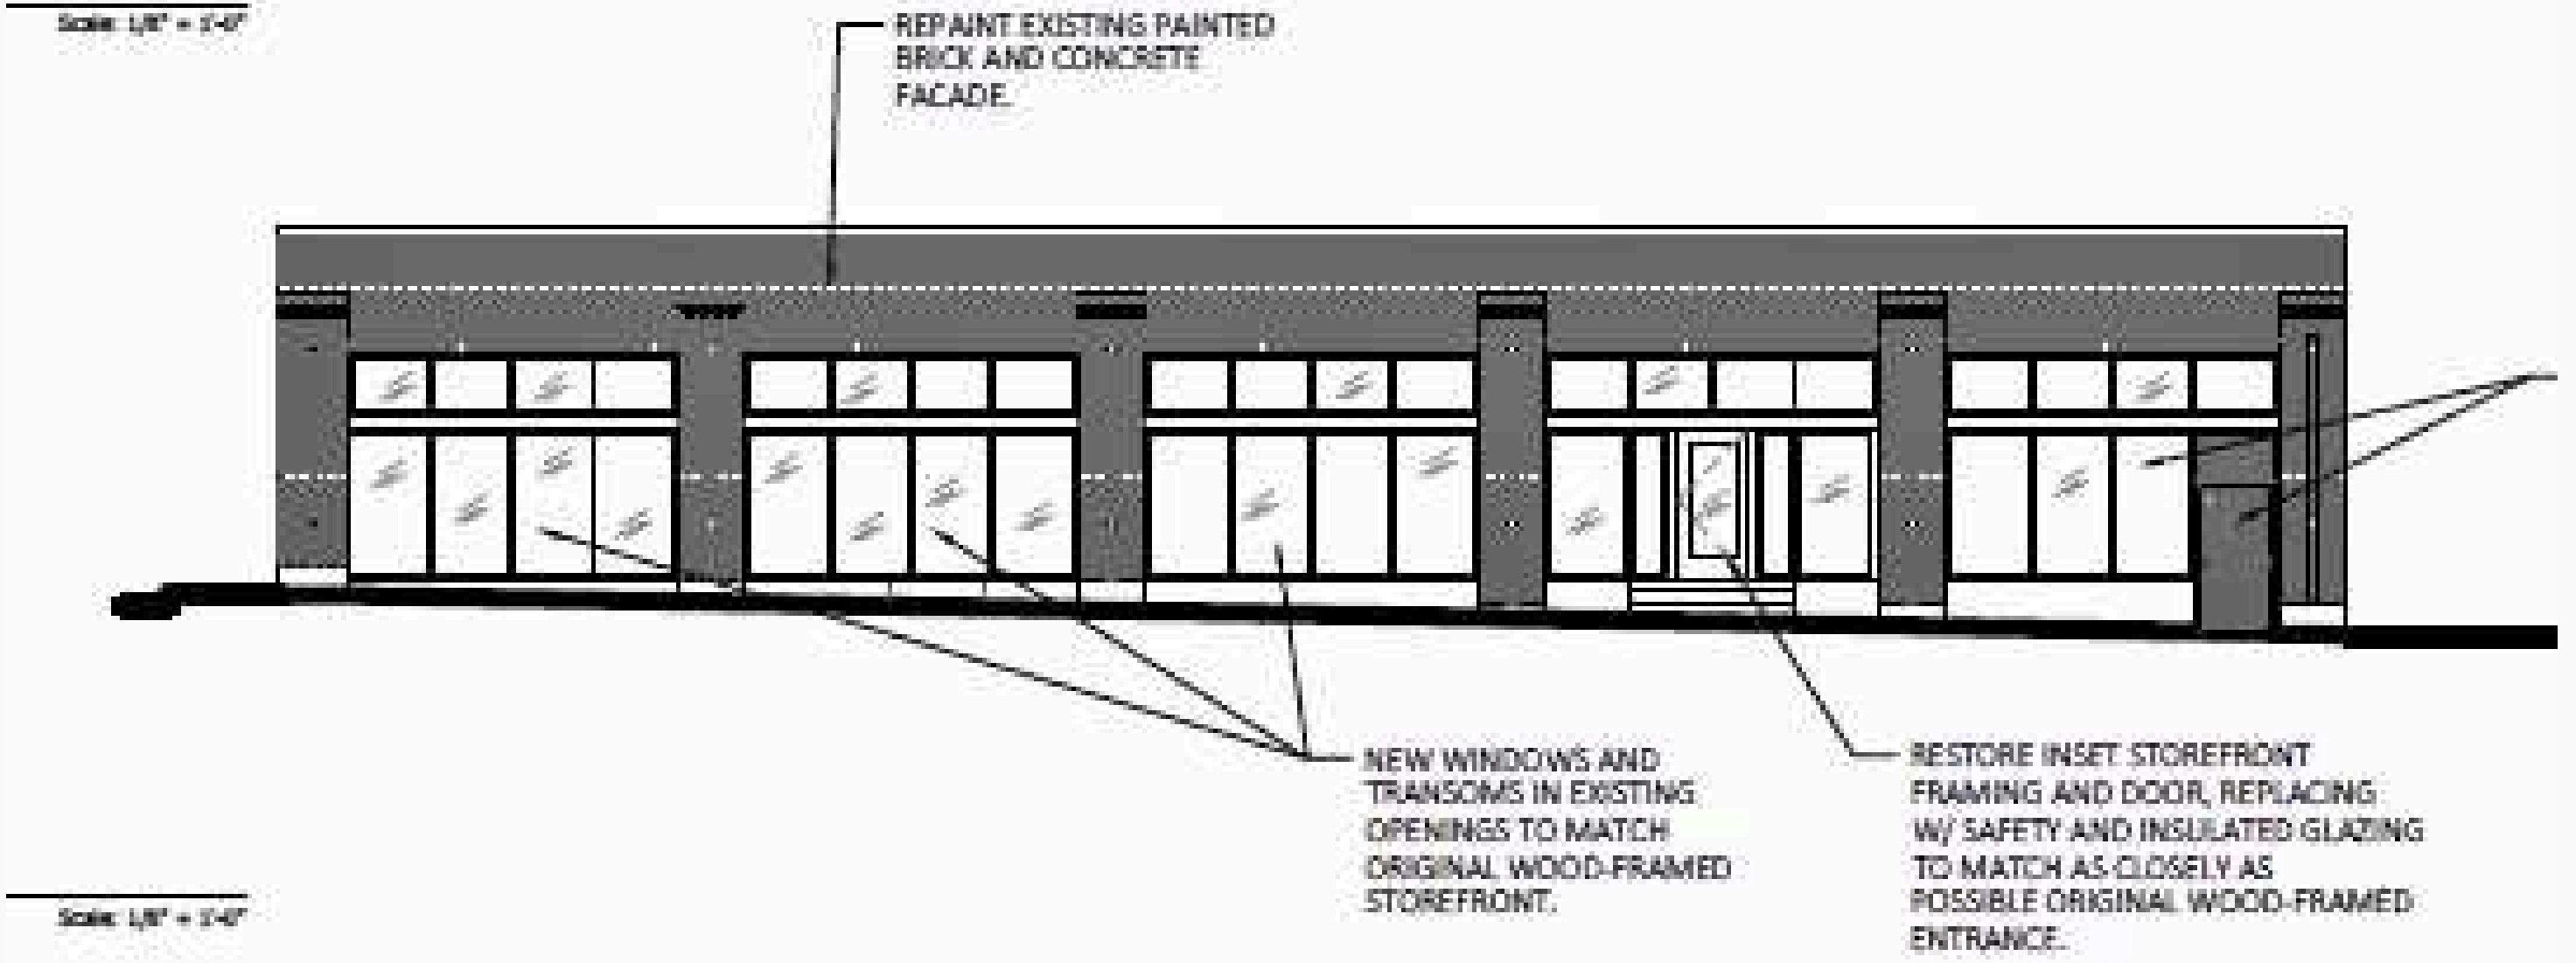 Scale: 1/8" = 1'-0"
REPAINT EXISTING PAINTED
BRICK AND CONCRETE
FACADE.
NEW WINDOWS AND
TRANSOMS IN EXISTING
OPENINGS TO MATCH
ORIGINAL WOOD-FRAMED
STOREFRONT.
RESTORE INSET STOREFRONT
FRAMING AND DOOR, REPLACING
W/ SAFETY AND INSULATED GLAZING
TO MATCH AS CLOSELY AS
POSSIBLE ORIGINAL WOOD-FRAMED
ENTRANCE.
Scale: 1/8" = 1'-0"